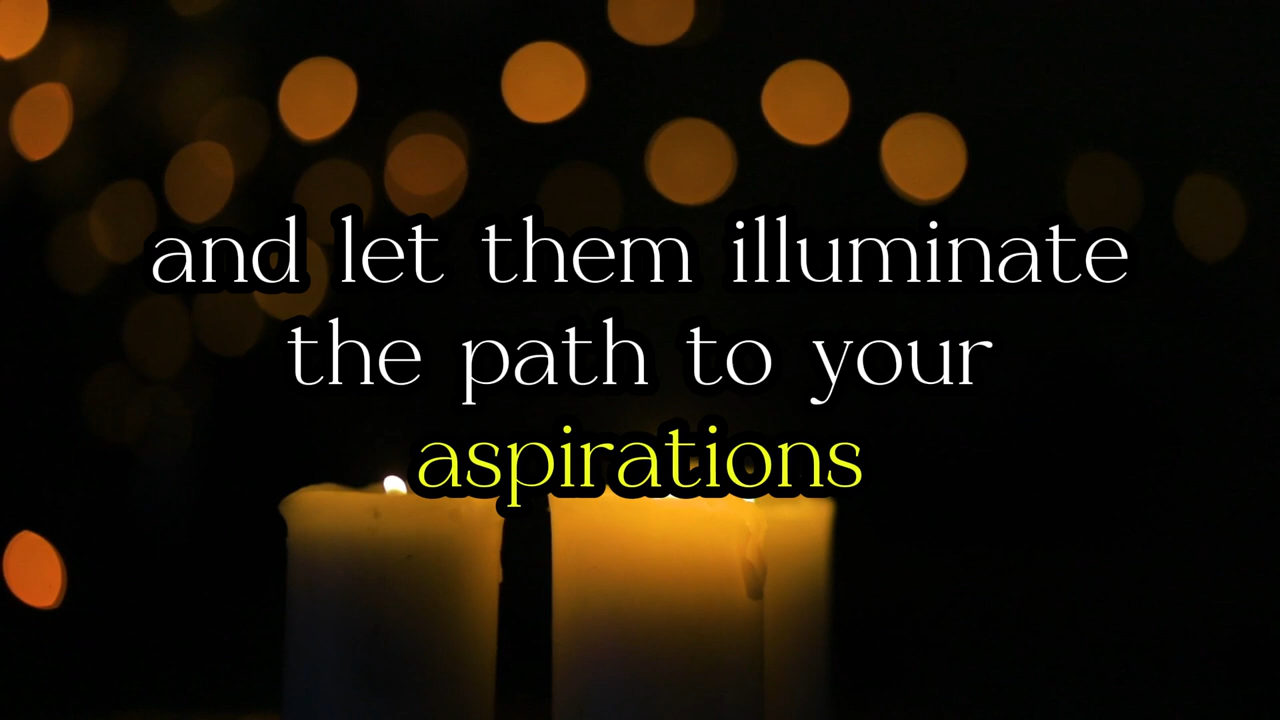 and let them illuminate
the path to your
aspirations